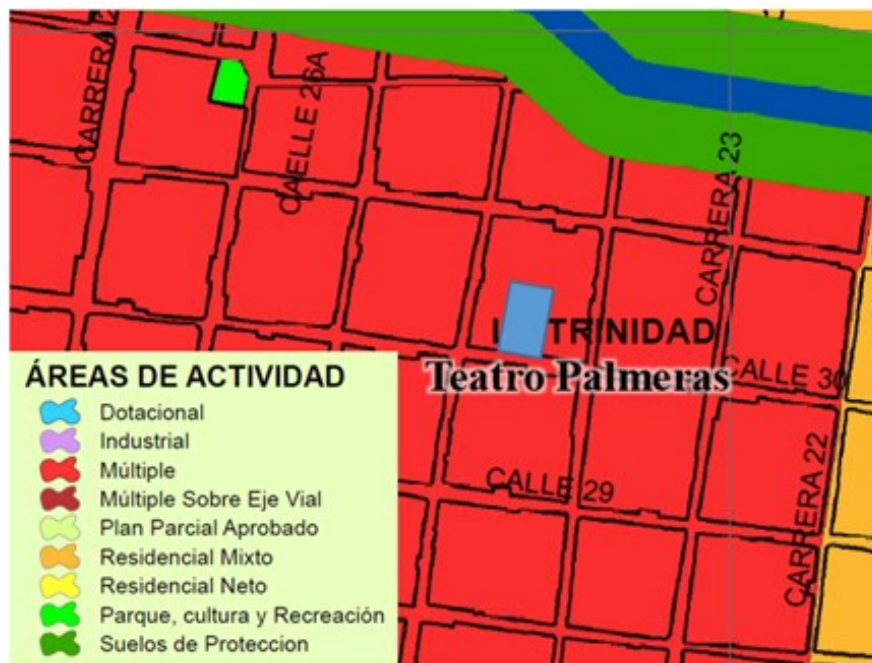 CARRERA 2
CAELLE 26A
CARRERA 23
TRINIDAD
Teatro Palmeras
CALLE 30
CALLE 29
CARRERA 22
ÁREAS DE ACTIVIDAD
Dotacional
Industrial
Múltiple
Múltiple Sobre Eje Vial
Plan Parcial Aprobado
Residencial Mixto
Residencial Neto
Parque, cultura y Recreación
Suelos de Proteccion